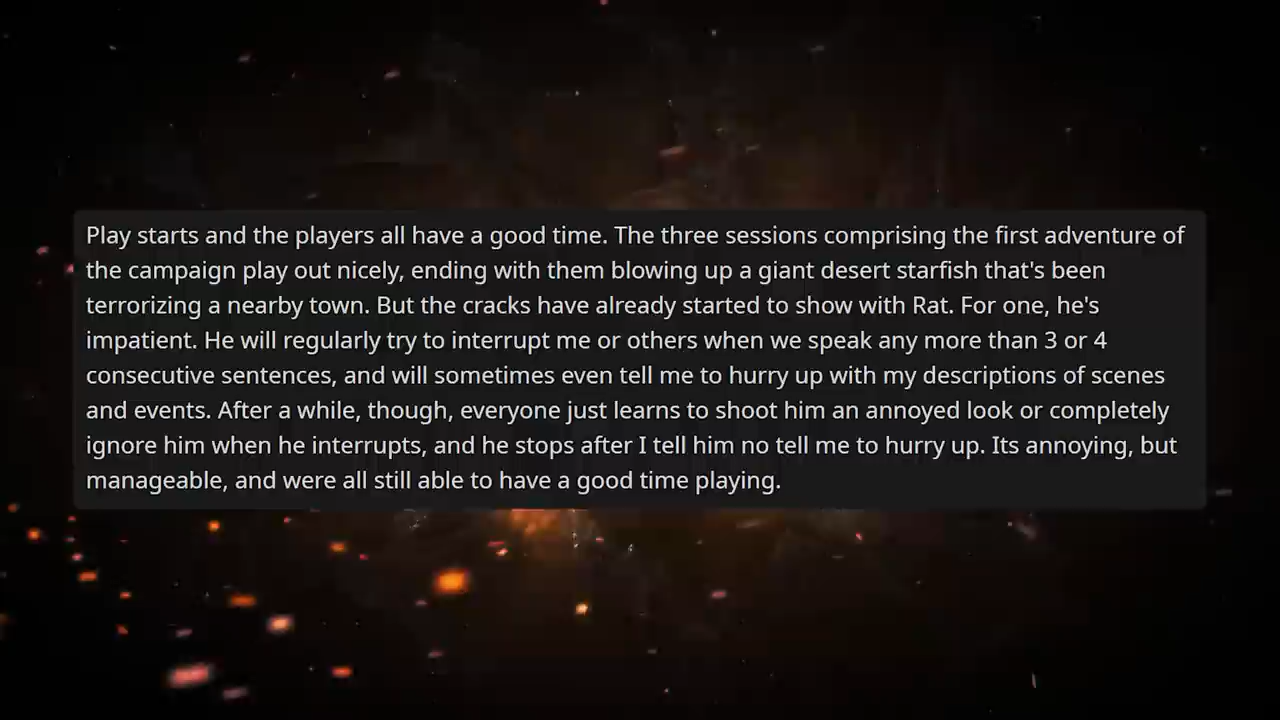 Play starts and the players all have a good time. The three sessions comprising the first adventure of
the campaign play out nicely, ending with them blowing up a giant desert starfish that's been
terrorizing a nearby town. But the cracks have already started to show with Rat. For one, he's
impatient. He will regularly try to interrupt me or others when we speak any more than 3 or 4
consecutive sentences, and will sometimes even tell me to hurry up with my descriptions of scenes
and events. After a while, though, everyone just learns to shoot him an annoyed look or completely
ignore him when he interrupts, and he stops after I tell him no tell me to hurry up. Its annoying, but
manageable, and were all still able to have a good time playing.